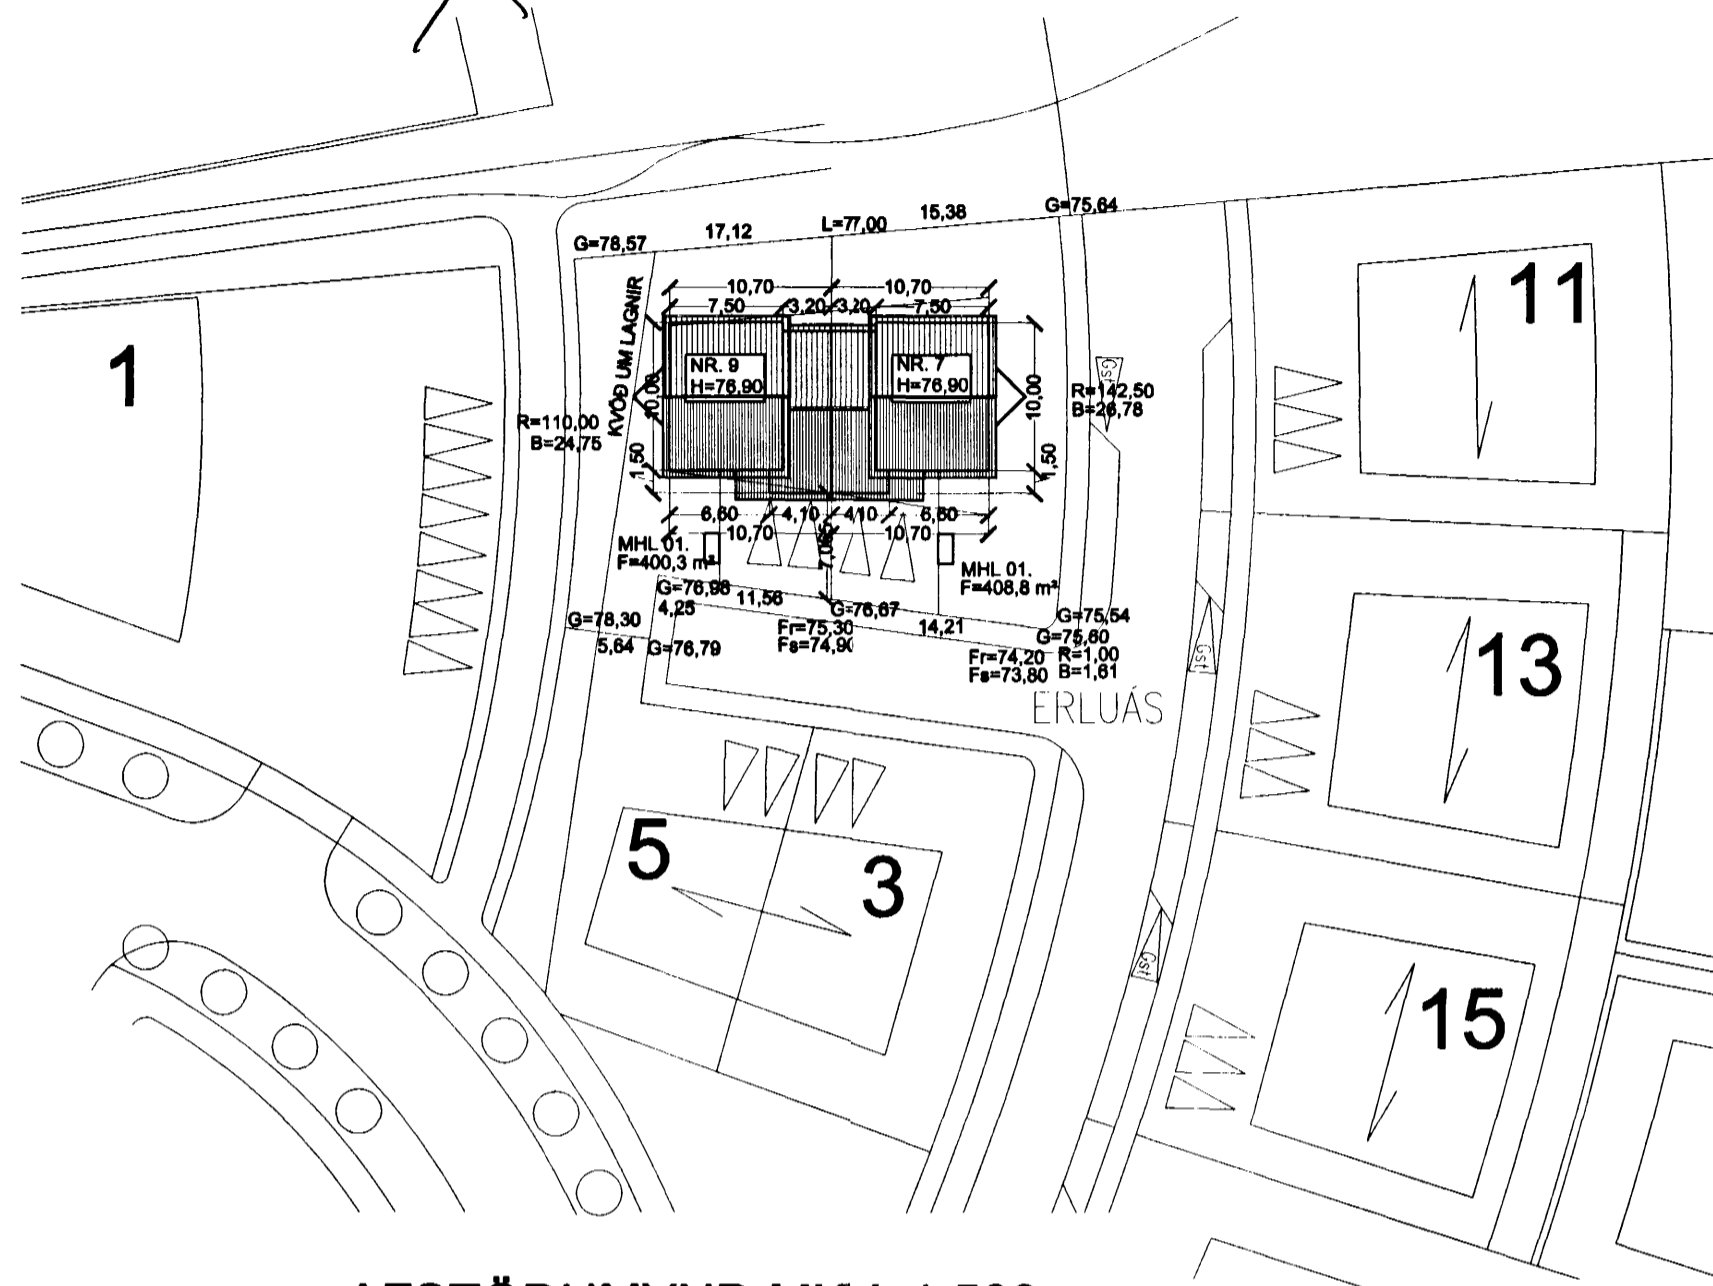 G=75,64
15,38
L=77,00
17,12
G=78,57
10,70
10,70
7,50
3,20
3,20
7,50
KVÖÐ UM LAGNIR
11
1
NR. 9
H=76,90
NR. 7
H=76,90
10,00
10,00
Gst
R=142,50
B=26,78
R=110,00
B=24,75
1,50
1,50
6,60
4,10
4,10
6,60
10,70
10,70
MHL 01.
F=400,3 m²
MHL 01.
F=408,8 m²
G=76,98
4,25
11,56
G=76,67
G=78,30
5,64
G=76,79
Fr=75,30
Fs=74,90
14,21
G=75,54
G=75,60
R=1,00
B=1,61
Fr=74,20
Fs=73,80
Gst
13
ERLUÁS
5
3
Gst
15